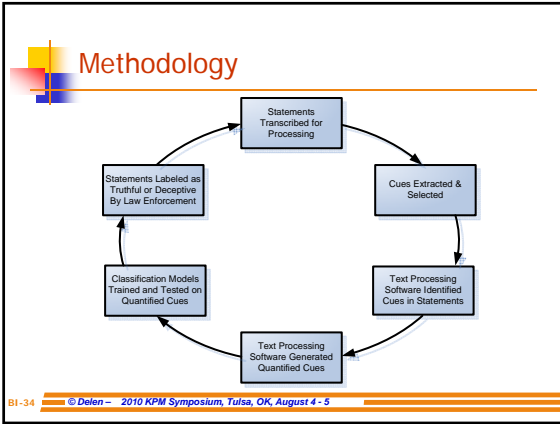 Methodology
Statements
Transcribed for
Processing
Cues Extracted &
Selected
Text Processing
Software Identified
Cues in Statements
Text Processing
Software Generated
Quantified Cues
Classification Models
Trained and Tested on
Quantified Cues
Statements Labeled as
Truthful or Deceptive
By Law Enforcement
BI-34 © Delen – 2010 KPM Symposium, Tulsa, OK, August 4 - 5